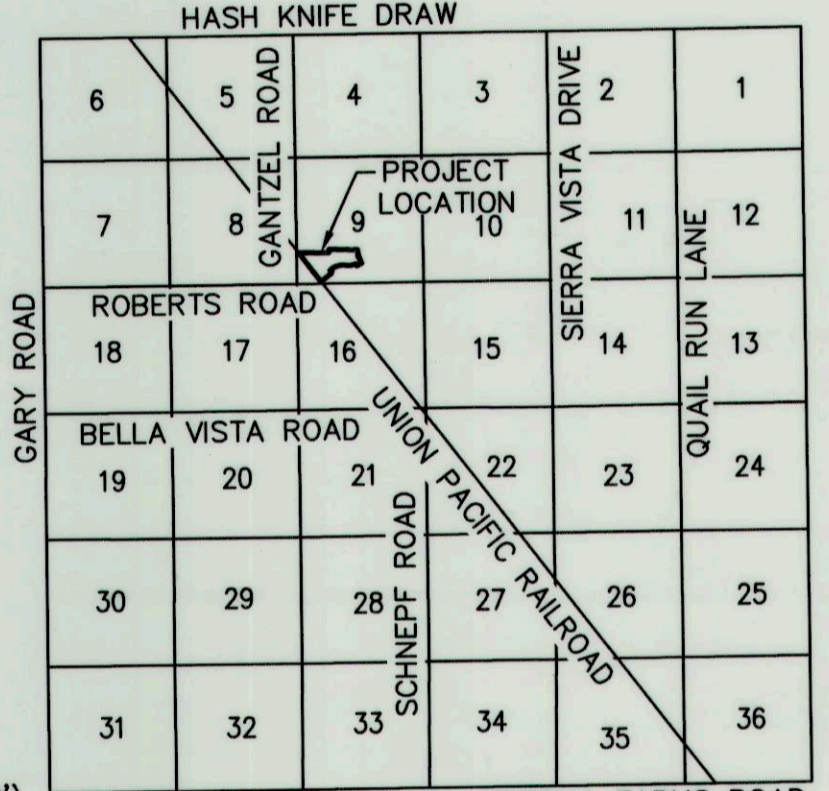 HASH KNIFE DRAW
6 5 4 3 2 1
GANTZEL ROAD
SIERRA VISTA DRIVE
PROJECT
LOCATION
7 8 9 10 11 12
QUAIL RUN LANE
GARY ROAD
ROBERTS ROAD
18 17 16 15 14 13
BELLA VISTA ROAD
UNION PACIFIC RAILROAD
19 20 21 22 23 24
SCHNEPF ROAD
30 29 28 27 26 25
31 32 33 34 35 36
ROAD